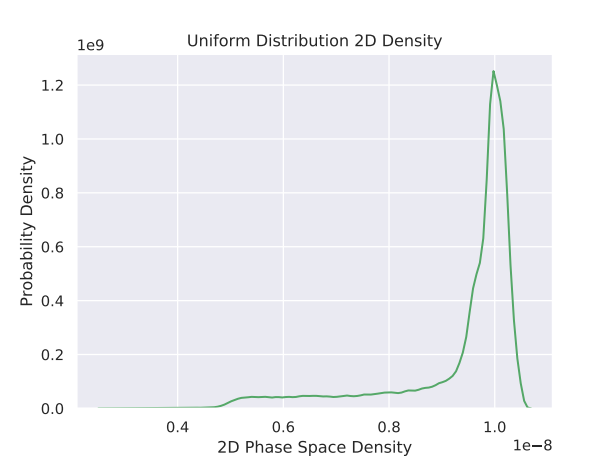 Uniform Distribution 2D Density
1e9
1.2
1.0
0.8
0.6
0.4
0.2
0.0
Probability Density
0.4 0.6 0.8 1.0
1e−8
2D Phase Space Density